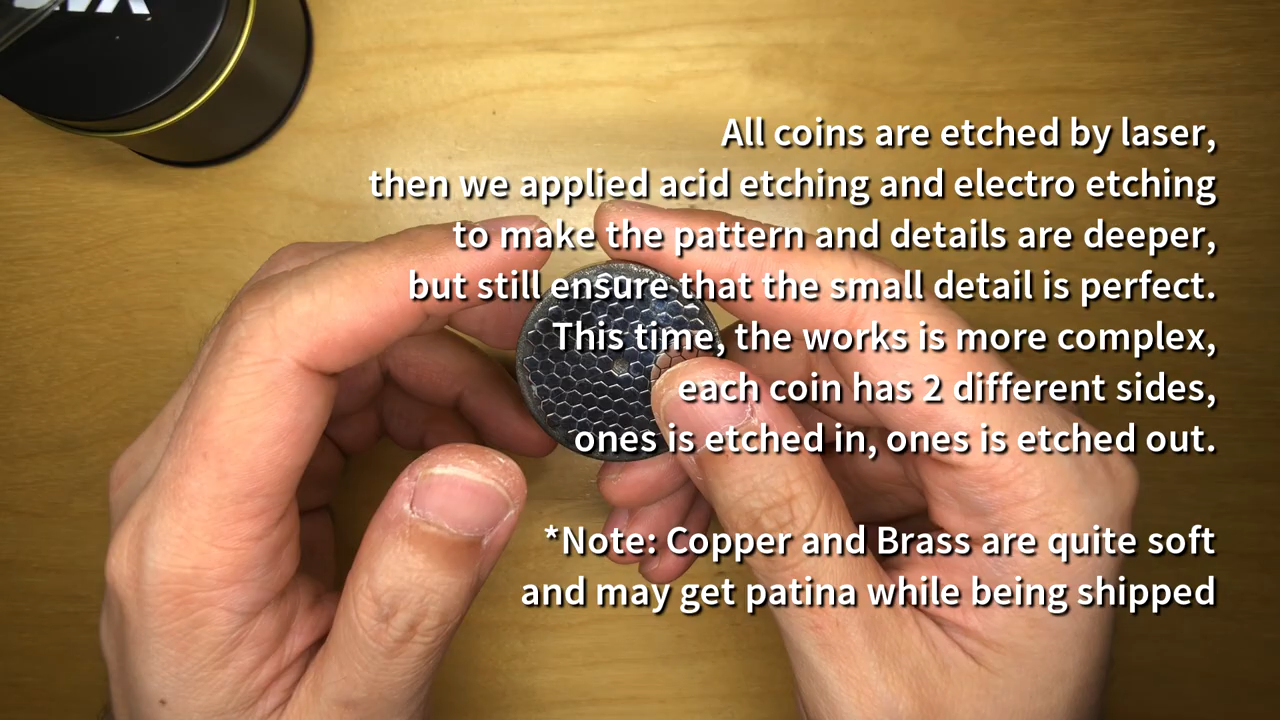 All coins are etched by laser,
then we applied acid etching and electro etching
to make the pattern and details are deeper,
but still ensure that the small detail is perfect.
This time, the works is more complex,
each coin has 2 different sides,
ones is etched in, ones is etched out.
*Note: Copper and Brass are quite soft
and may get patina while being shipped